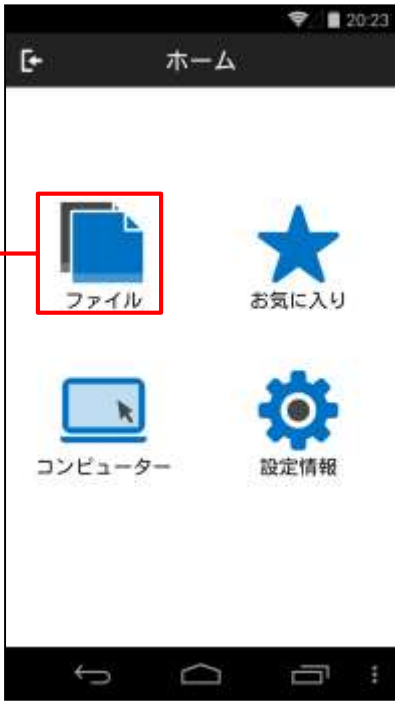 20:23
ホーム
ファイル
お気に入り
コンピューター
設定情報